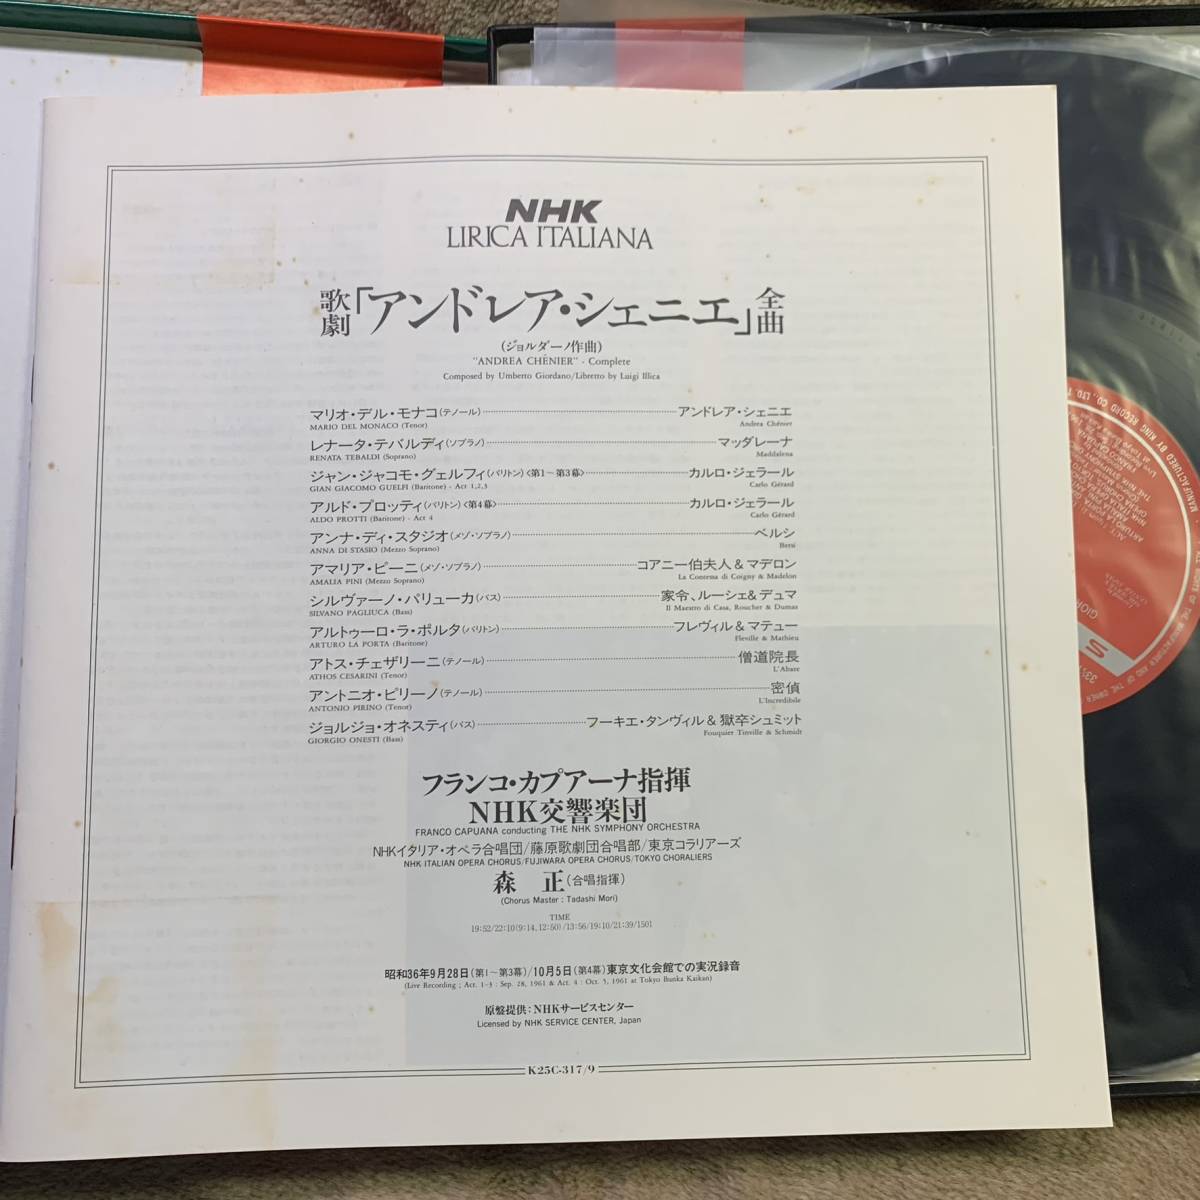 NHK
LIRICA ITALIANA
歌劇「アンドレア・シェニエ」全曲
(ジョルダーノ作曲)
"ANDREA CHÉNIER" - Complete
Composed by Umberto Giordano/Libretto by Luigi Illica
マリオ・デル・モナコ(テノール) アンドレア・シェニエ
MARIO DEL MONACO (Tenor) Andrea Chénier
レナータ・テバルディ(ソプラノ) マッダレーナ
RENATA TEBALDI (Soprano) Maddalena
ジャン・ジャコモ・グェルフィ(バリトン)〈第1〜第3幕〉 カルロ・ジェラール
GIAN GIACOMO GUELFI (Baritone) - Act 1,2,3 Carlo Gérard
アルド・プロッティ(バリトン)〈第4幕〉 カルロ・ジェラール
ALDO PROTTI (Baritone) - Act 4 Carlo Gérard
アンナ・ディ・スタジオ(メゾ・ソプラノ) ベルシ
ANNA DI STASIO (Mezzo Soprano) Bersi
アマリア・ピーニ(メゾ・ソプラノ) コアニー伯夫人&マデロン
AMALIA PINI (Mezzo Soprano) La Contessa di Coigny & Madelon
シルヴァーノ・パリューカ(バス) 家令、ルーシェ&デュマ
SILVANO PAGLIUCA (Bass) Il Maestro di Casa, Roucher & Dumas
アルトゥーロ・ラ・ポルタ(バリトン) フレヴィル&マテュー
ARTURO LA PORTA (Baritone) Fleville & Mathieu
アトス・チェザリーニ(テノール) 僧道院長
ATHOS CESARINI (Tenor) L'Abate
アントニオ・ピリーノ(テノール) 密偵
ANTONIO PIRINO (Tenor) L'Incredibile
ジョルジョ・オネスティ(バス) フーキエ・タンヴィル&獄卒シュミット
GIORGIO ONESTI (Bass) Fouquier Tinville & Schmidt
フランコ・カプアーナ指揮
NHK交響楽団
FRANCO CAPUANA conducting THE NHK SYMPHONY ORCHESTRA
NHKイタリア・オペラ合唱団/藤原歌劇団合唱部/東京コラリアーズ
NHK ITALIAN OPERA CHORUS/FUJIWARA OPERA CHORUS/TOKYO CHORALIERS
森 正(合唱指揮)
(Chorus Master : Tadashi Mori)
TIME
19:52/22:10(9:14, 12:50)/13:56/19:10/21:39/1501
昭和36年9月28日(第1〜第3幕)/10月5日(第4幕)東京文化会館での実況録音
(Live Recording ; Act. 1-3 : Sep. 28, 1961 & Act. 4 : Oct. 5, 1961 at Tokyo Bunka Kaikan)
原盤提供:NHKサービスセンター
Licensed by NHK SERVICE CENTER, Japan
K25C-317/9
MANUFACTURED BY KING RECORD CO., LTD.